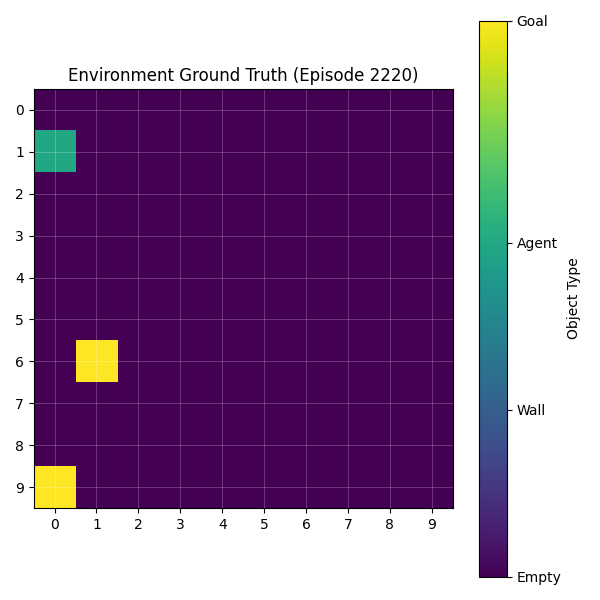 Environment Ground Truth (Episode 2220)
0
1
2
3
4
5
6
7
8
9
0 1 2 3 4 5 6 7 8 9
Goal
Agent
Wall
Empty
Object Type